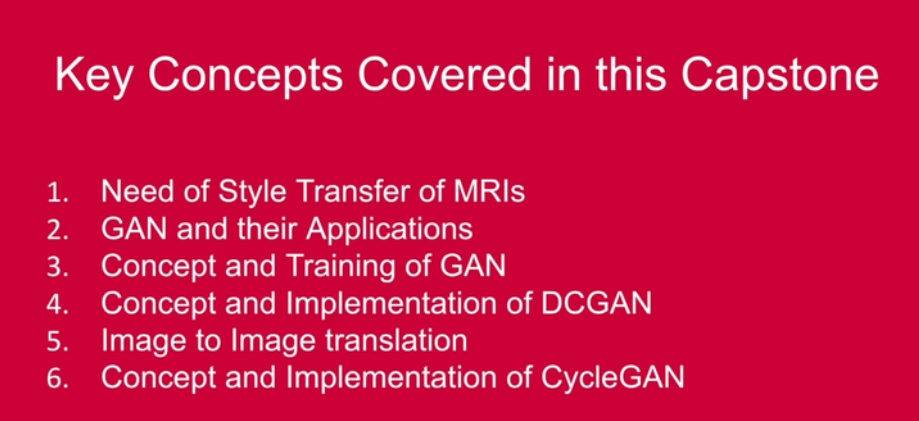 Key Concepts Covered in this Capstone
1. Need of Style Transfer of MRIs
2. GAN and their Applications
3. Concept and Training of GAN
4. Concept and Implementation of DCGAN
5. Image to Image translation
6. Concept and Implementation of CycleGAN